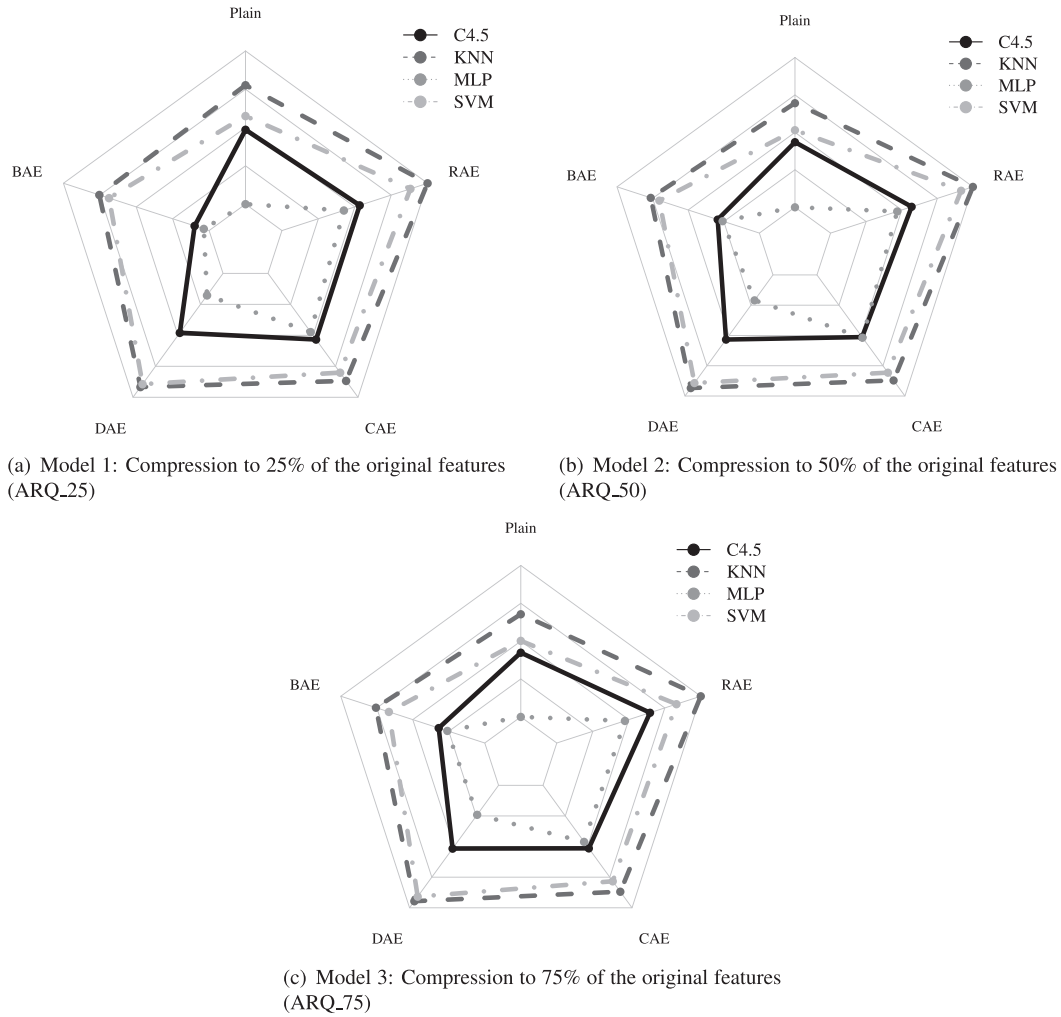 Plain
C4.5
KNN
MLP
SVM
BAE
RAE
DAE
CAE
(a) Model 1: Compression to 25% of the original features
(ARQ_25)
Plain
C4.5
KNN
MLP
SVM
BAE
RAE
DAE
CAE
(b) Model 2: Compression to 50% of the original features
(ARQ_50)
Plain
C4.5
KNN
MLP
SVM
BAE
RAE
DAE
CAE
(c) Model 3: Compression to 75% of the original features
(ARQ_75)